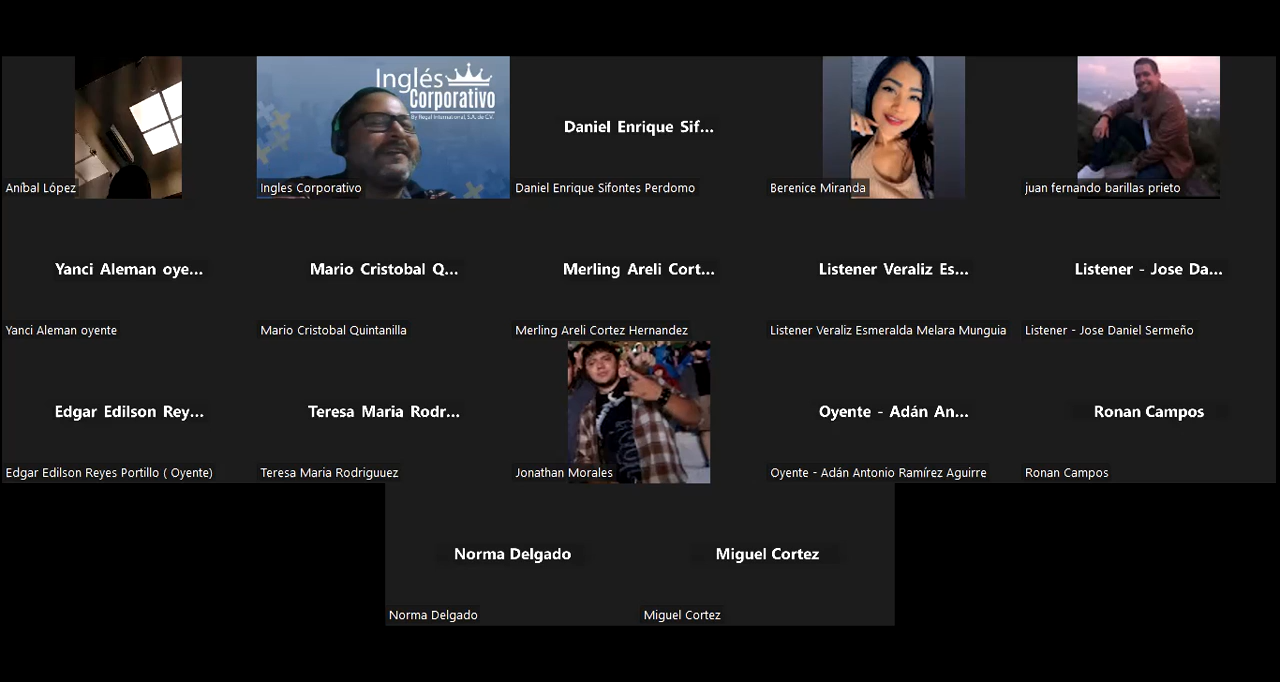 Inglés
Corporativo
By Regal International, S.A. de C.V.
Aníbal López
Ingles Corporativo
Daniel Enrique Sif...
Daniel Enrique Sifontes Perdomo
Berenice Miranda
juan fernando barillas prieto
Yanci Aleman oye...
Yanci Aleman oyente
Mario Cristobal Q...
Mario Cristobal Quintanilla
Merling Areli Cort...
Merling Areli Cortez Hernandez
Listener Veraliz Es...
Listener Veraliz Esmeralda Melara Munguia
Listener - Jose Da...
Listener - Jose Daniel Sermeño
Edgar Edilson Rey...
Edgar Edilson Reyes Portillo ( Oyente)
Teresa Maria Rodr...
Teresa Maria Rodriguuez
Jonathan Morales
Oyente - Adán An...
Oyente - Adán Antonio Ramírez Aguirre
Ronan Campos
Ronan Campos
Norma Delgado
Norma Delgado
Miguel Cortez
Miguel Cortez